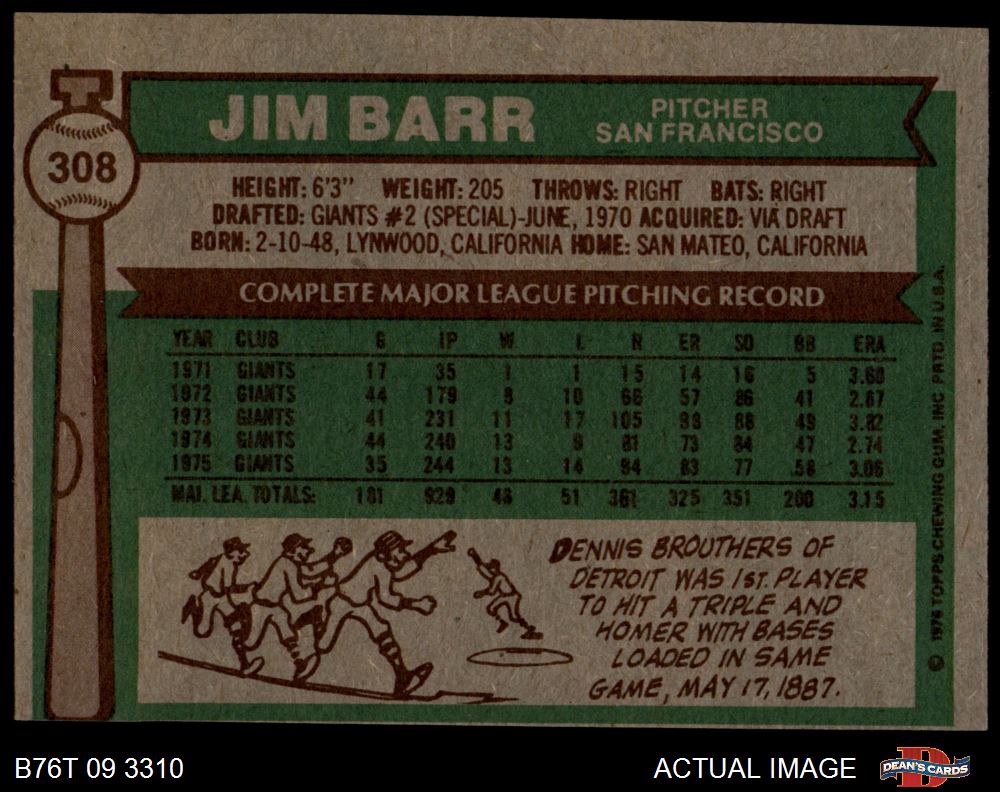 308
JIM BARR
PITCHER
SAN FRANCISCO
HEIGHT: 6'3" WEIGHT: 205 THROWS: RIGHT BATS: RIGHT
DRAFTED: GIANTS #2 (SPECIAL)-JUNE, 1970 ACQUIRED: VIA DRAFT
BORN: 2-10-48, LYNWOOD, CALIFORNIA HOME: SAN MATEO, CALIFORNIA
COMPLETE MAJOR LEAGUE PITCHING RECORD
YEAR CLUB G IP W L R ER SO BB ERA
1971 GIANTS 17 35 1 1 15 14 16 5 3.60
1972 GIANTS 44 179 8 10 66 57 86 41 2.87
1973 GIANTS 41 231 11 17 105 98 88 49 3.82
1974 GIANTS 44 240 13 9 81 73 84 47 2.74
1975 GIANTS 35 244 13 14 94 83 77 58 3.06
MAJ. LEA. TOTALS: 181 929 46 51 361 325 351 200 3.15
DENNIS BROUTHERS OF
DETROIT WAS 1ST. PLAYER
TO HIT A TRIPLE AND
HOMER WITH BASES
LOADED IN SAME
GAME, MAY 17, 1887.
© 1976 TOPPS CHEWING GUM, INC PRTD IN U.S.A.
B76T 09 3310
ACTUAL IMAGE
D
DEAN'S CARDS